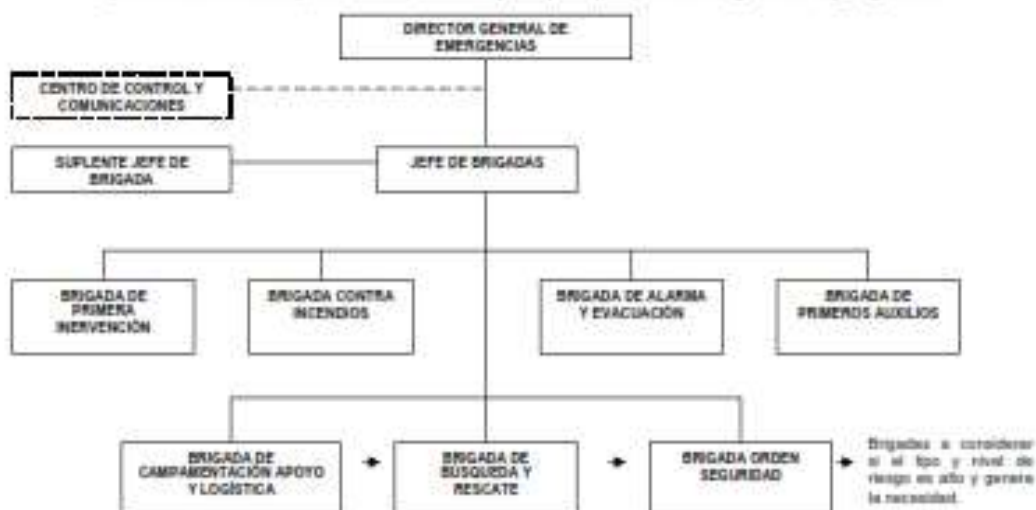 DIRECTOR GENERAL DE
EMERGENCIAS
CENTRO DE CONTROL Y
COMUNICACIONES
SUPLENTE JEFE DE
BRIGADA
JEFE DE BRIGADAS
BRIGADA DE
PRIMERA
INERVENCIÓN
BRIGADA CONTRA
INCENDIOS
BRIGADA DE ALARMA
Y EVACUACIÓN
BRIGADA DE
PRIMEROS AUXILIOS
BRIGADA DE
CAMPAMENTACIÓN APOYO
Y LOGÍSTICA
BRIGADA DE
BÚSQUEDA Y
RESCATE
BRIGADA ORDEN
SEGURIDAD
Brigadas a considerar
si el tipo y nivel de
riesgo es alto y genera
la necesidad.